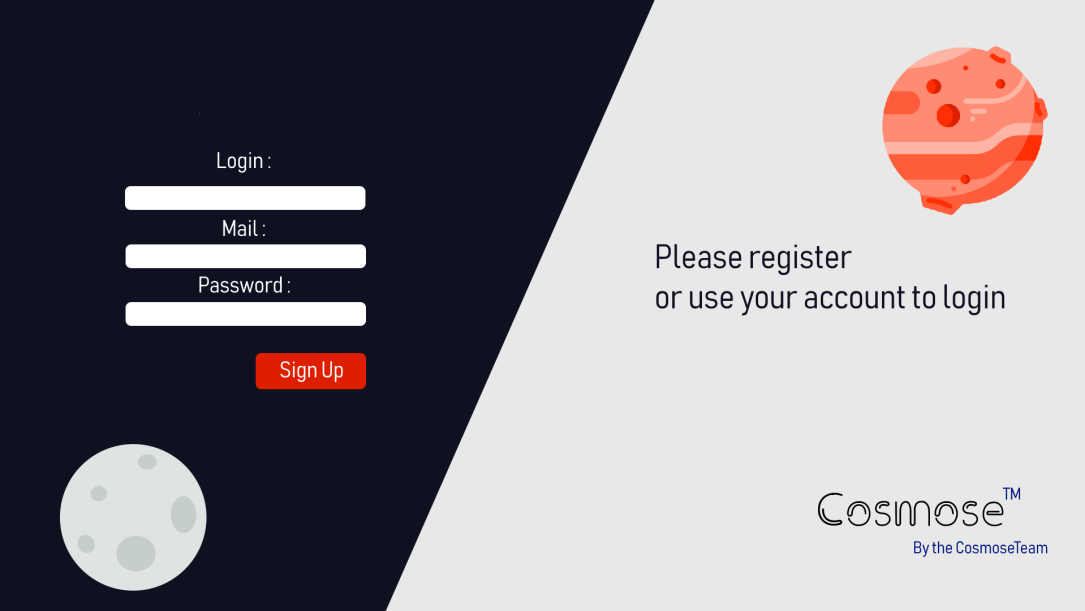 Login :
Mail :
Password :
Sign Up
Please register
or use your account to login
Cosmose™
By the CosmoseTeam